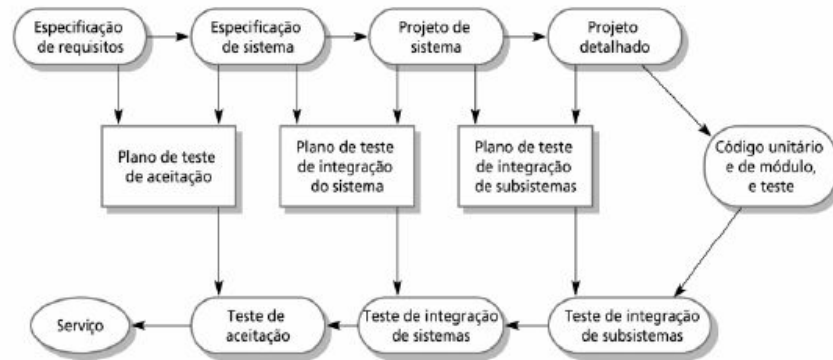 Especificação
de requisitos
Especificação
de sistema
Projeto de
sistema
Projeto
detalhado
Plano de teste
de aceitação
Plano de teste
de integração
do sistema
Plano de teste
de integração
de subsistemas
Código unitário
e de módulo,
e teste
Serviço
Teste de
aceitação
Teste de integração
de sistemas
Teste de integração
de subsistemas